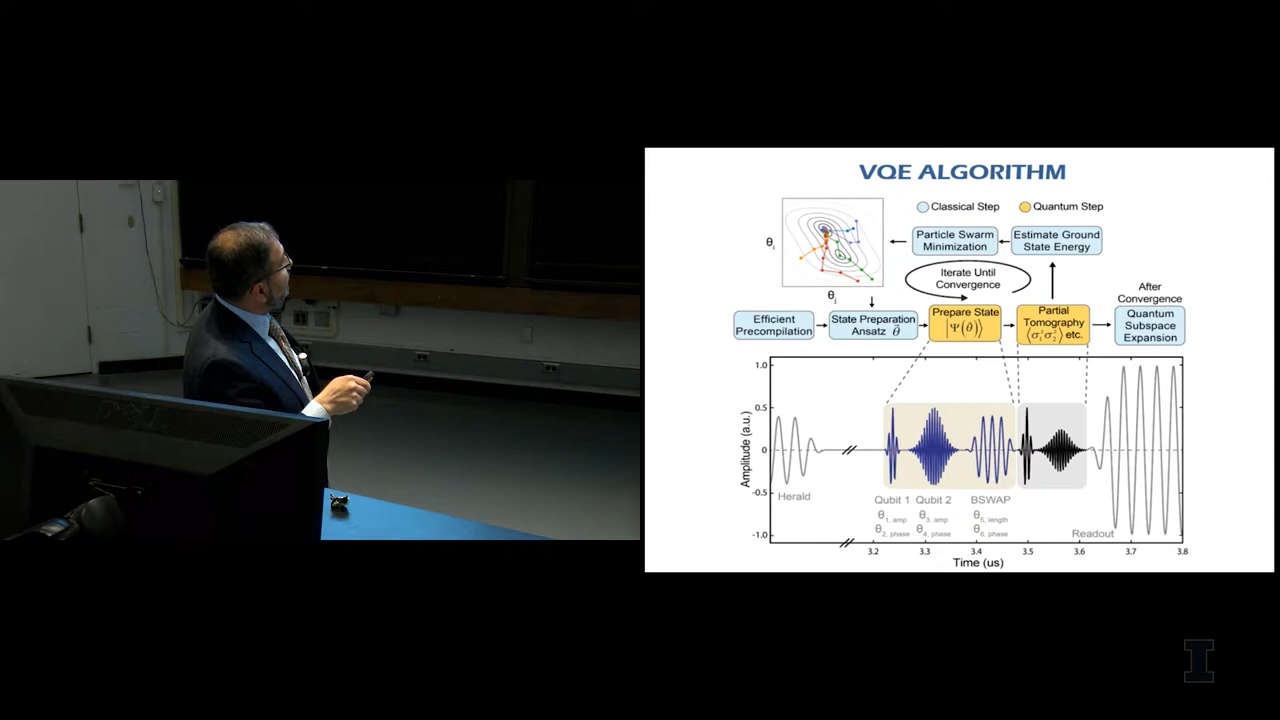 VQE ALGORITHM
Classical Step
Quantum Step
θi
θj
Particle Swarm
Minimization
Estimate Ground
State Energy
Iterate Until
Convergence
After
Convergence
Efficient
Precompilation
State Preparation
Ansatz θ⃗
Prepare State
|Ψ(θ⃗)⟩
Partial
Tomography
⟨σ₁ᶻσ₂ᶻ⟩ etc.
Quantum
Subspace
Expansion
Amplitude (a.u.)
1.0
0.5
0
-0.5
-1.0
Herald
Qubit 1
θ1, amp
θ2, phase
Qubit 2
θ3, amp
θ4, phase
BSWAP
θ5, length
θ6, phase
Readout
3.2 3.3 3.4 3.5 3.6 3.7 3.8
Time (us)
I